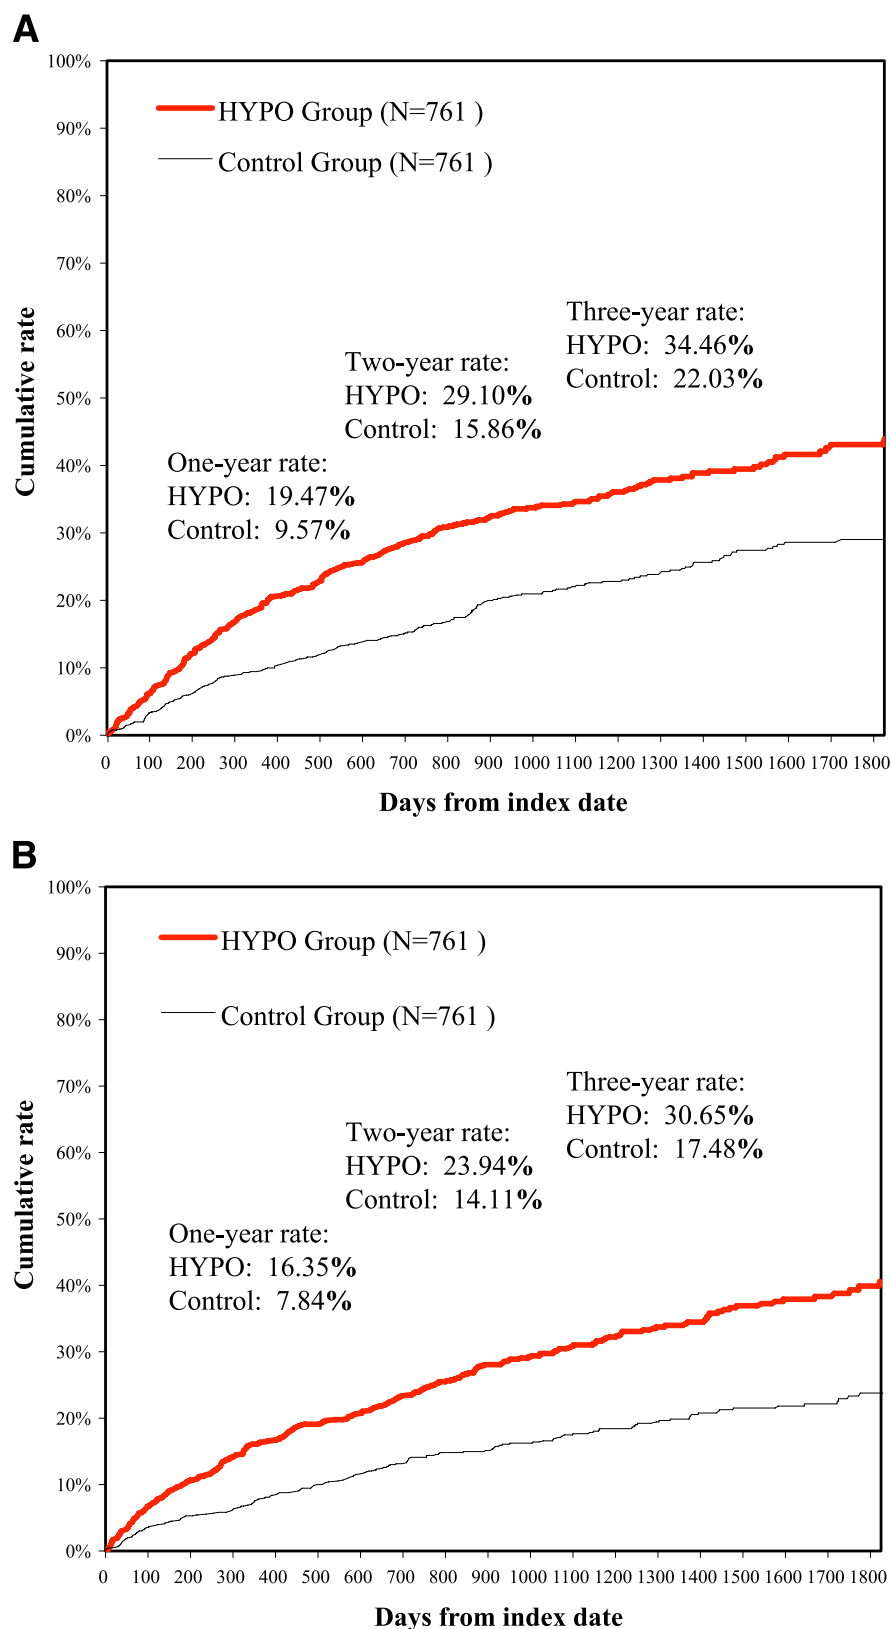 A
100%
90%
80%
70%
60%
50%
40%
30%
20%
10%
0%
HYPO Group (N=761 )
Control Group (N=761 )
Three-year rate:
HYPO: 34.46%
Control: 22.03%
Two-year rate:
HYPO: 29.10%
Control: 15.86%
One-year rate:
HYPO: 19.47%
Control: 9.57%
Cumulative rate
0 100 200 300 400 500 600 700 800 900 1000 1100 1200 1300 1400 1500 1600 1700 1800
Days from index date
B
100%
90%
80%
70%
60%
50%
40%
30%
20%
10%
0%
HYPO Group (N=761 )
Control Group (N=761 )
Three-year rate:
HYPO: 30.65%
Control: 17.48%
Two-year rate:
HYPO: 23.94%
Control: 14.11%
One-year rate:
HYPO: 16.35%
Control: 7.84%
Cumulative rate
0 100 200 300 400 500 600 700 800 900 1000 1100 1200 1300 1400 1500 1600 1700 1800
Days from index date